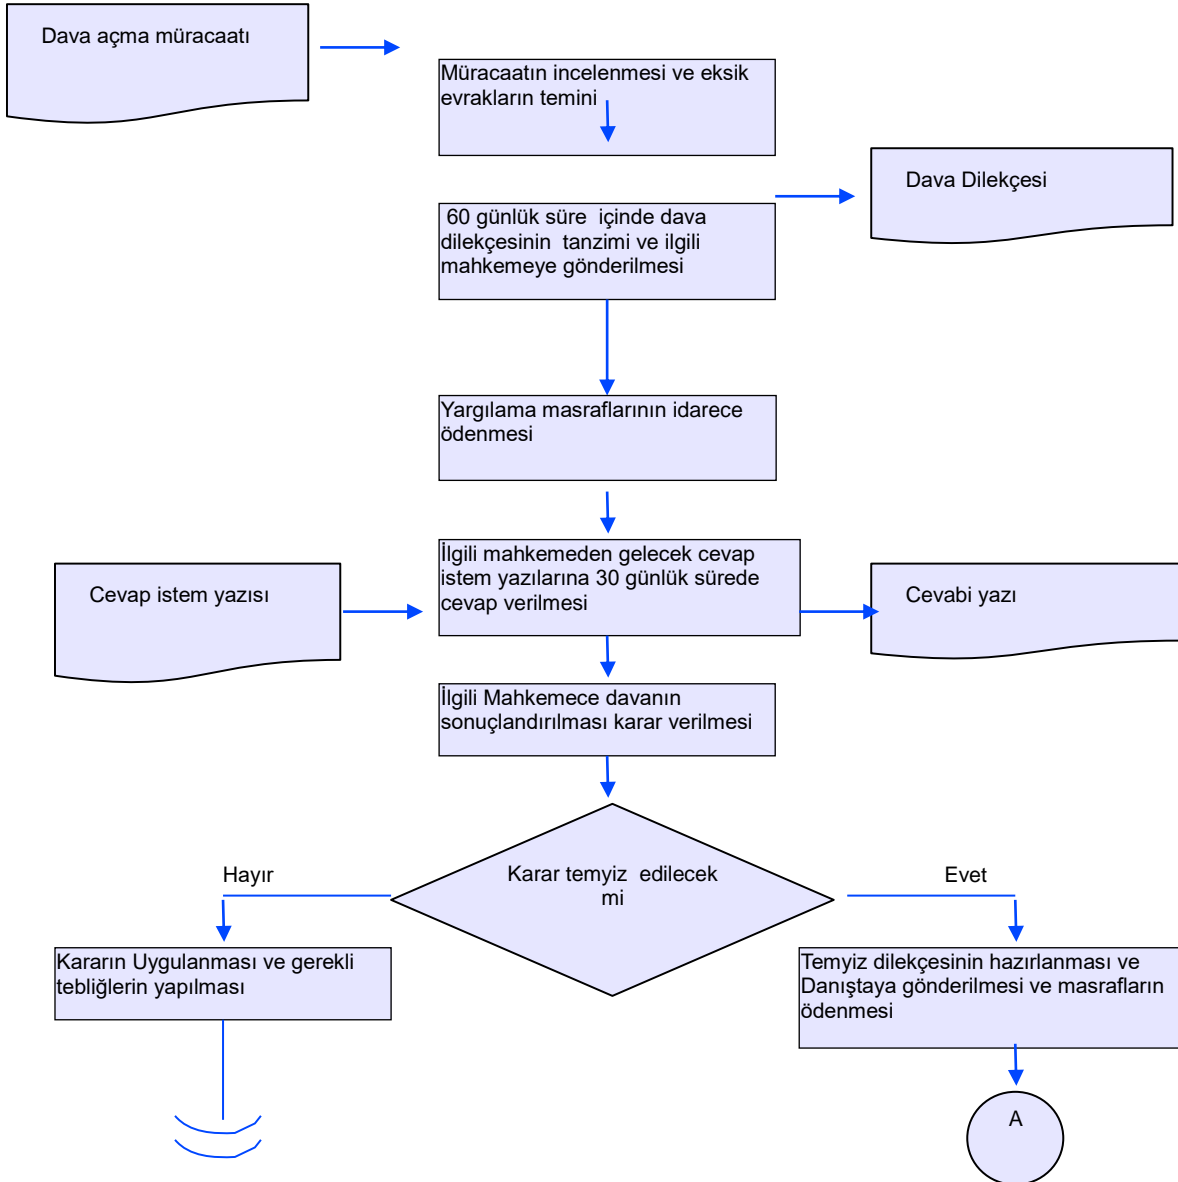 Dava açma müracaatı
Müracaatın incelenmesi ve eksik
evrakların temini
Dava Dilekçesi
60 günlük süre içinde dava
dilekçesinin tanzimi ve ilgili
mahkemeye gönderilmesi
Yargılama masraflarının idarece
ödenmesi
İlgili mahkemeden gelecek cevap
istem yazılarına 30 günlük sürede
cevap verilmesi
Cevap istem yazısı
Cevabi yazı
İlgili Mahkemece davanın
sonuçlandırılması karar verilmesi
Karar temyiz edilecek
mi
Hayır
Evet
Kararın Uygulanması ve gerekli
tebliğlerin yapılması
Temyiz dilekçesinin hazırlanması ve
Danıştaya gönderilmesi ve masrafların
ödenmesi
A